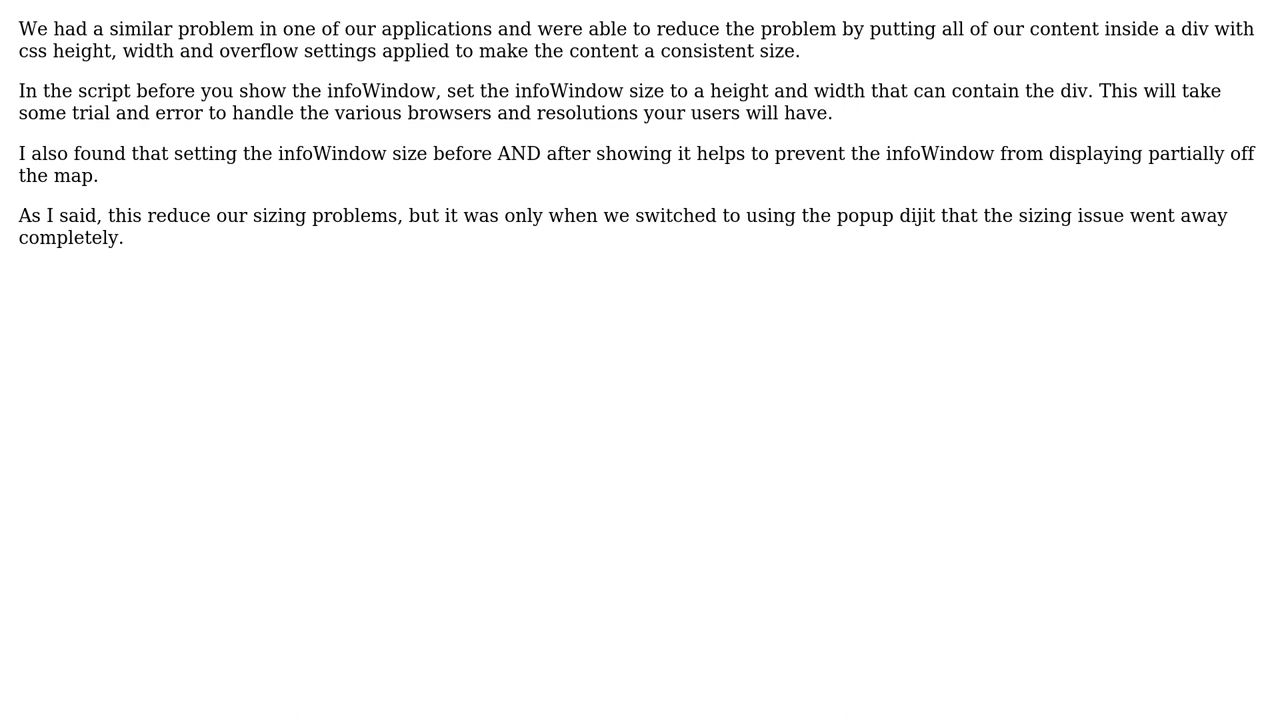 We had a similar problem in one of our applications and were able to reduce the problem by putting all of our content inside a div with
css height, width and overflow settings applied to make the content a consistent size.
In the script before you show the infoWindow, set the infoWindow size to a height and width that can contain the div. This will take
some trial and error to handle the various browsers and resolutions your users will have.
I also found that setting the infoWindow size before AND after showing it helps to prevent the infoWindow from displaying partially off
the map.
As I said, this reduce our sizing problems, but it was only when we switched to using the popup dijit that the sizing issue went away
completely.